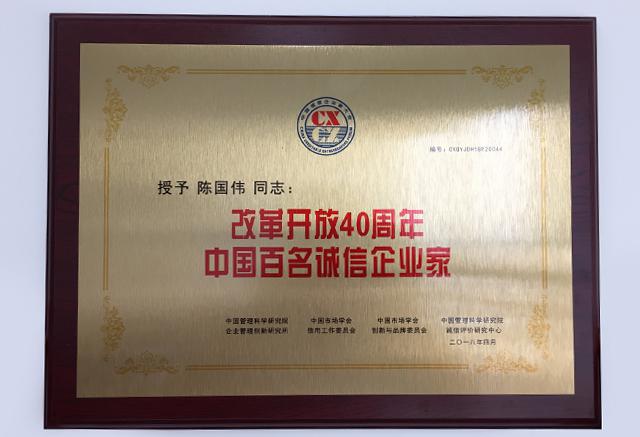 CX
编号：CXQYJDH18R20044
授予 陈国伟 同志：
改革开放40周年
中国百名诚信企业家
中国管理科学研究院 中国市场学会 中国市场学会 中国管理科学研究院
企业管理创新研究所 信用工作委员会 创新与品牌委员会 诚信评价研究中心
二〇一八年四月